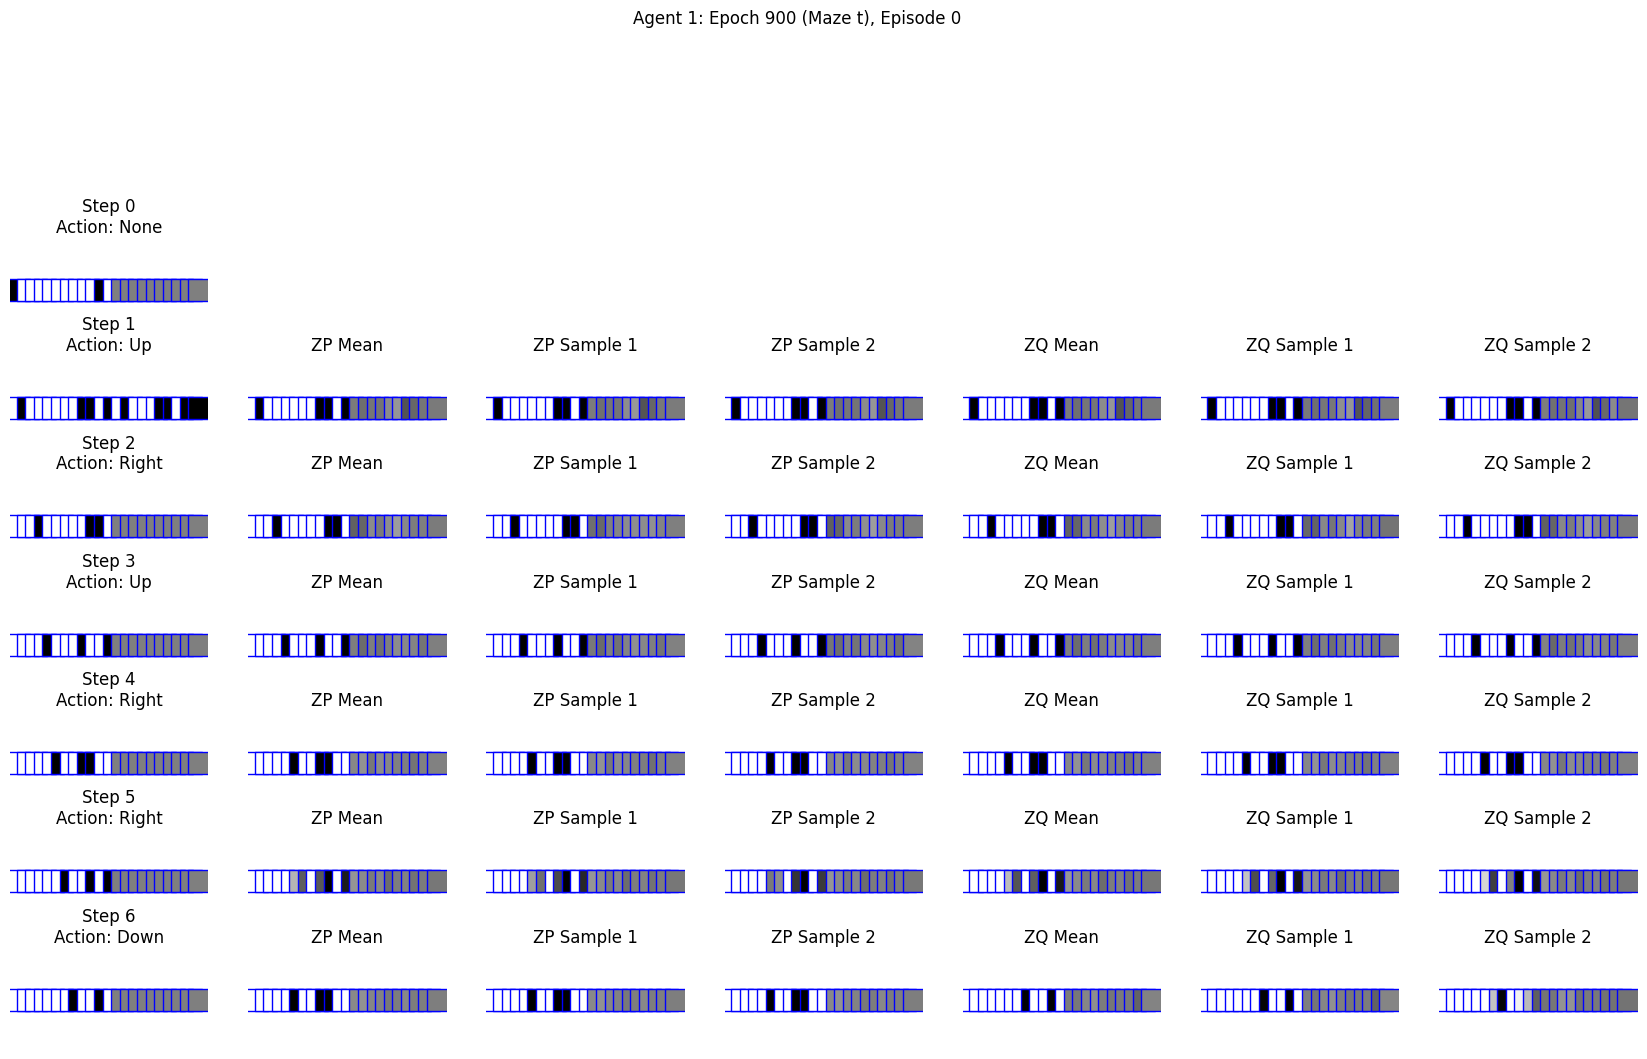 Agent 1: Epoch 900 (Maze t), Episode 0
Step 0
Action: None
Step 1
Action: Up
ZP Mean
ZP Sample 1
ZP Sample 2
ZQ Mean
ZQ Sample 1
ZQ Sample 2
Step 2
Action: Right
ZP Mean
ZP Sample 1
ZP Sample 2
ZQ Mean
ZQ Sample 1
ZQ Sample 2
Step 3
Action: Up
ZP Mean
ZP Sample 1
ZP Sample 2
ZQ Mean
ZQ Sample 1
ZQ Sample 2
Step 4
Action: Right
ZP Mean
ZP Sample 1
ZP Sample 2
ZQ Mean
ZQ Sample 1
ZQ Sample 2
Step 5
Action: Right
ZP Mean
ZP Sample 1
ZP Sample 2
ZQ Mean
ZQ Sample 1
ZQ Sample 2
Step 6
Action: Down
ZP Mean
ZP Sample 1
ZP Sample 2
ZQ Mean
ZQ Sample 1
ZQ Sample 2